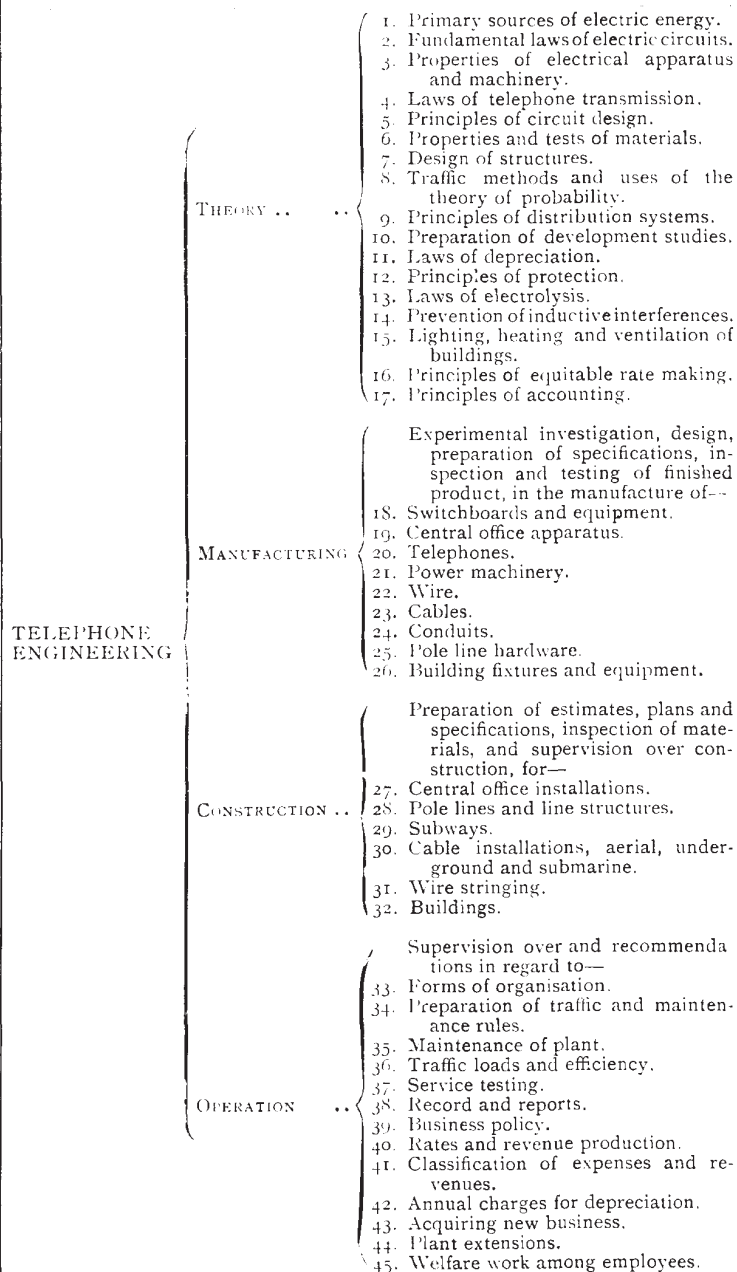 TELEPHONE
ENGINEERING
THEORY .. ..
1. Primary sources of electric energy.
2. Fundamental laws of electric circuits.
3. Properties of electrical apparatus
and machinery.
4. Laws of telephone transmission.
5. Principles of circuit design.
6. Properties and tests of materials.
7. Design of structures.
8. Traffic methods and uses of the
theory of probability.
9. Principles of distribution systems.
10. Preparation of development studies.
11. Laws of depreciation.
12. Principles of protection.
13. Laws of electrolysis.
14. Prevention of inductive interferences.
15. Lighting, heating and ventilation of
buildings.
16. Principles of equitable rate making.
17. Principles of accounting.
MANUFACTURING
Experimental investigation, design,
preparation of specifications, in-
spection and testing of finished
product, in the manufacture of--
18. Switchboards and equipment.
19. Central office apparatus.
20. Telephones.
21. Power machinery.
22. Wire.
23. Cables.
24. Conduits.
25. Pole line hardware.
26. Building fixtures and equipment.
CONSTRUCTION ..
Preparation of estimates, plans and
specifications, inspection of mate-
rials, and supervision over con-
struction, for—
27. Central office installations.
28. Pole lines and line structures.
29. Subways.
30. Cable installations, aerial, under-
ground and submarine.
31. Wire stringing.
32. Buildings.
OPERATION ..
Supervision over and recommenda
tions in regard to—
33. Forms of organisation.
34. Preparation of traffic and mainten-
ance rules.
35. Maintenance of plant.
36. Traffic loads and efficiency.
37. Service testing.
38. Record and reports.
39. Business policy.
40. Rates and revenue production.
41. Classification of expenses and re-
venues.
42. Annual charges for depreciation.
43. Acquiring new business.
44. Plant extensions.
45. Welfare work among employees.